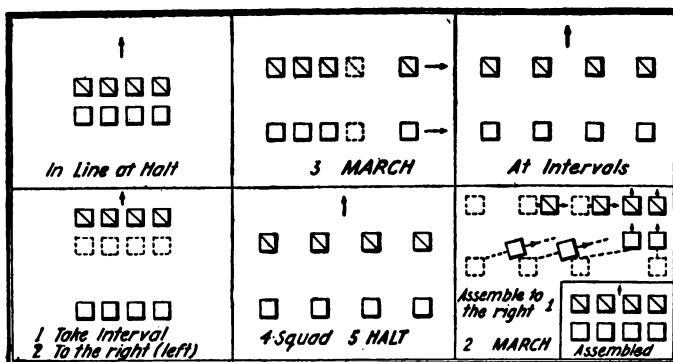 In Line at Halt
3 MARCH
At Intervals
1 Take Interval
2 To the right (left)
4 Squad 5 HALT
Assemble to
the right 1
2 MARCH
Assembled